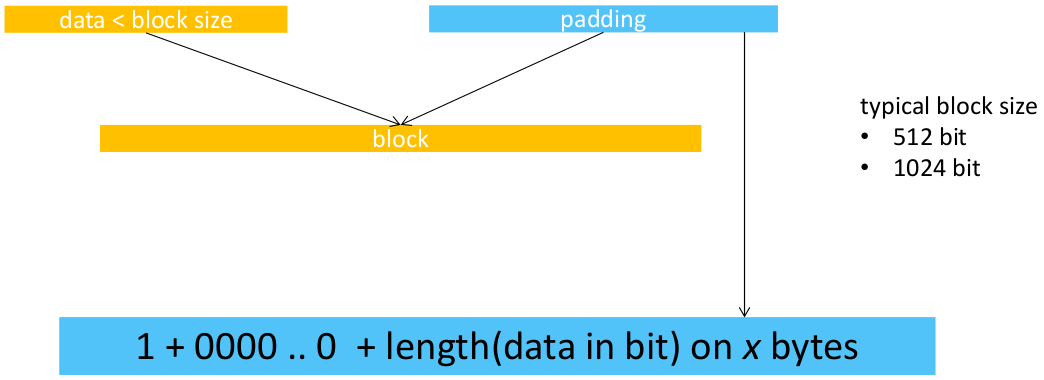 data < block size
padding
block
typical block size
• 512 bit
• 1024 bit
1 + 0000 .. 0 + length(data in bit) on x bytes